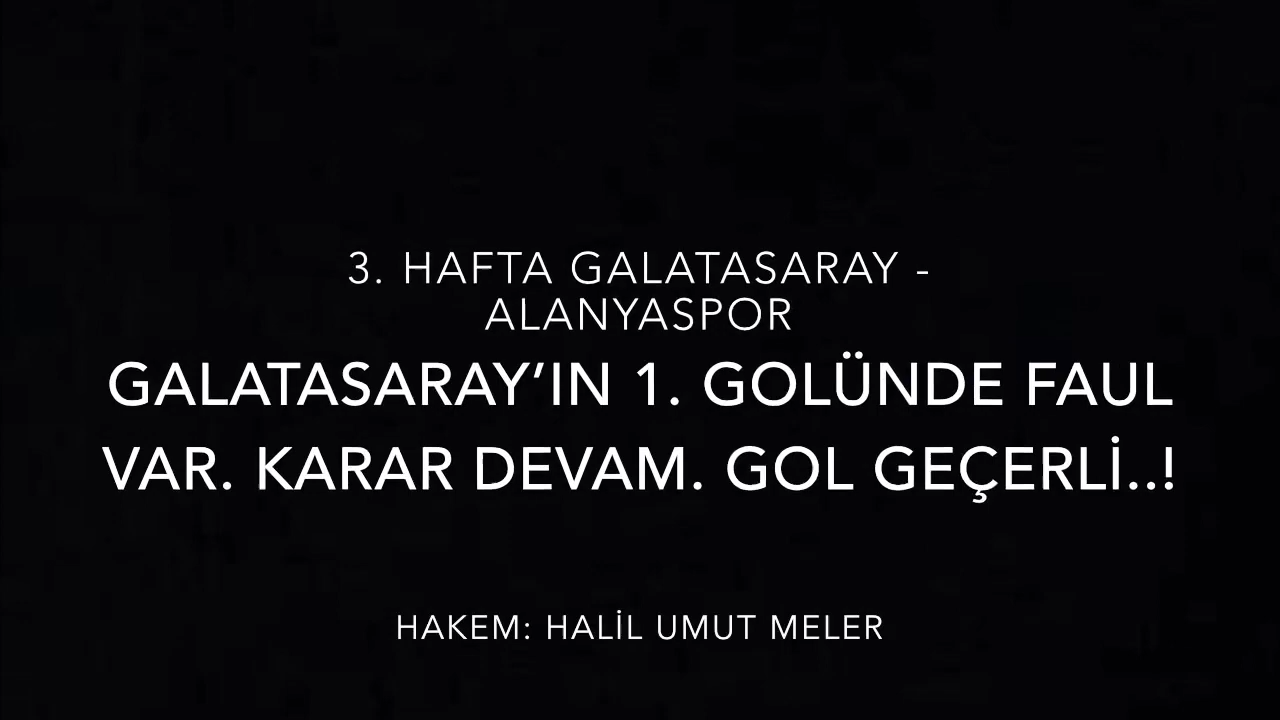 3. HAFTA GALATASARAY -
ALANYASPOR
GALATASARAY’IN 1. GOLÜNDE FAUL
VAR. KARAR DEVAM. GOL GEÇERLİ..!
HAKEM: HALİL UMUT MELER